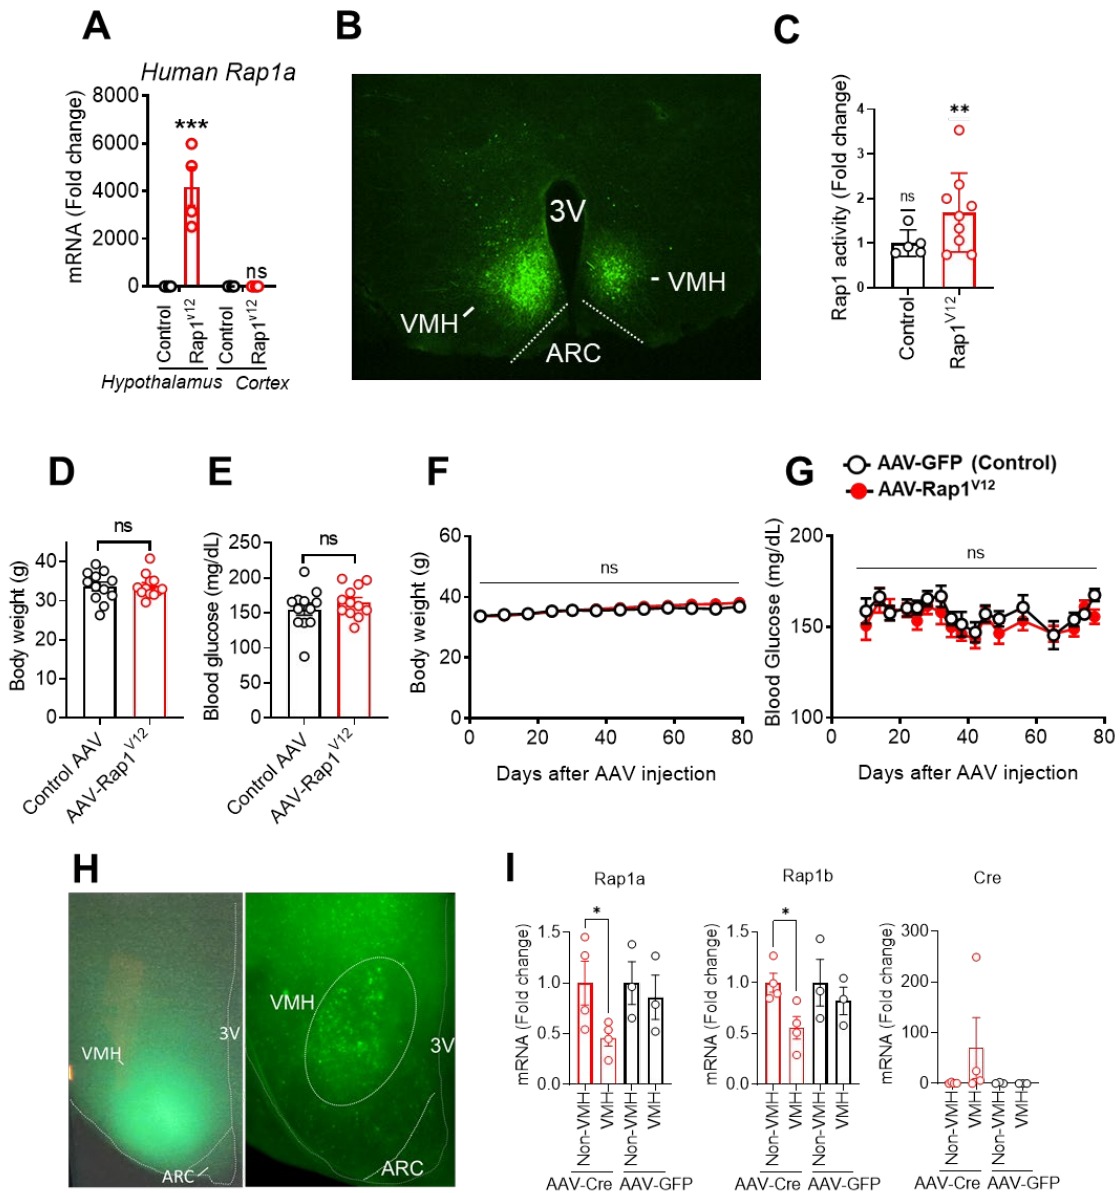 A
Human Rap1a
mRNA (Fold change)
8000
6000
4000
2000
0
***
ns
Control
Rap1V12
Control
Rap1V12
Hypothalamus
Cortex
B
3V
VMH
VMH
ARC
C
Rap1 activity (Fold change)
4
3
2
1
0
ns
**
Control
Rap1V12
D
Body weight (g)
40
30
20
10
0
ns
Control AAV
AAV-Rap1V12
E
Blood glucose (mg/dL)
250
200
150
100
50
0
ns
Control AAV
AAV-Rap1V12
F
Body weight (g)
60
40
20
0
ns
0
20
40
60
80
Days after AAV injection
G
AAV-GFP (Control)
AAV-Rap1V12
Blood Glucose (mg/dL)
200
150
100
ns
0
20
40
60
80
Days after AAV injection
H
VMH
3V
ARC
VMH
3V
ARC
I
Rap1a
mRNA (Fold change)
1.5
1.0
0.5
0.0
*
Non-VMH
VMH
Non-VMH
VMH
AAV-Cre
AAV-GFP
Rap1b
mRNA (Fold change)
1.5
1.0
0.5
0.0
*
Non-VMH
VMH
Non-VMH
VMH
AAV-Cre
AAV-GFP
Cre
mRNA (Fold change)
300
200
100
0
Non-VMH
VMH
Non-VMH
VMH
AAV-Cre
AAV-GFP